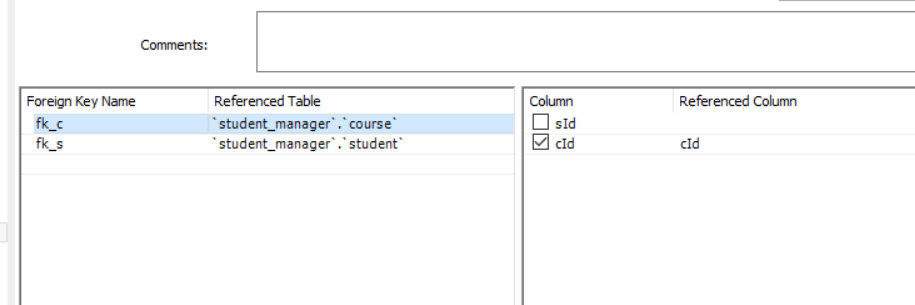 Comments:
Foreign Key Name Referenced Table Column Referenced Column
fk_c `student_manager`.`course` sId
fk_s `student_manager`.`student` cId cId